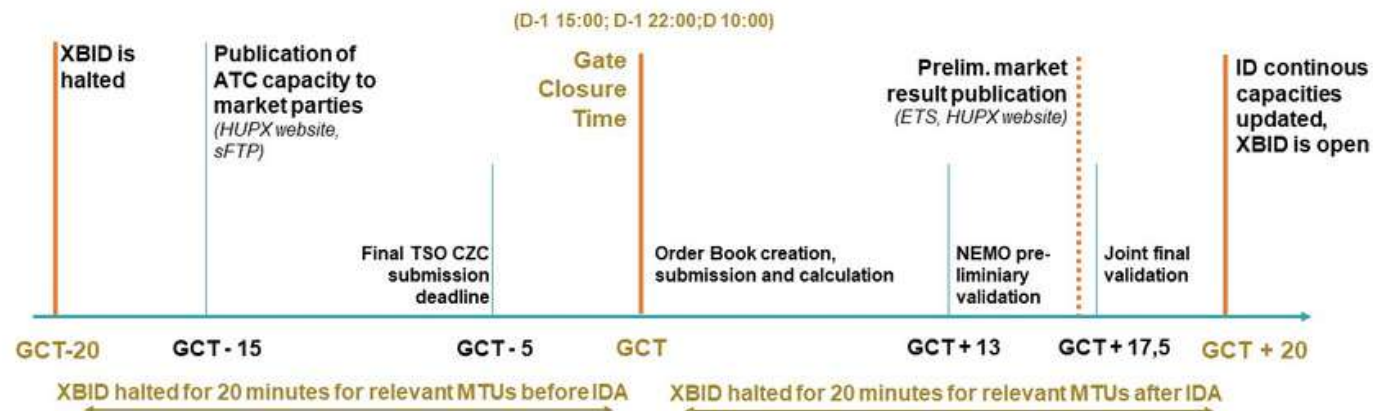 (D-1 15:00; D-1 22:00;D 10:00)
XBID is
halted
Publication of
ATC capacity to
market parties
(HUPX website,
sFTP)
Gate
Closure
Time
Prelim. market
result publication
(ETS, HUPX website)
ID continous
capacities
updated,
XBID is open
Final TSO CZC
submission
deadline
Order Book creation,
submission and calculation
NEMO pre-
liminiary
validation
Joint final
validation
GCT-20
GCT - 15
GCT - 5
GCT
GCT + 13
GCT + 17,5
GCT + 20
XBID halted for 20 minutes for relevant MTUs before IDA
XBID halted for 20 minutes for relevant MTUs after IDA